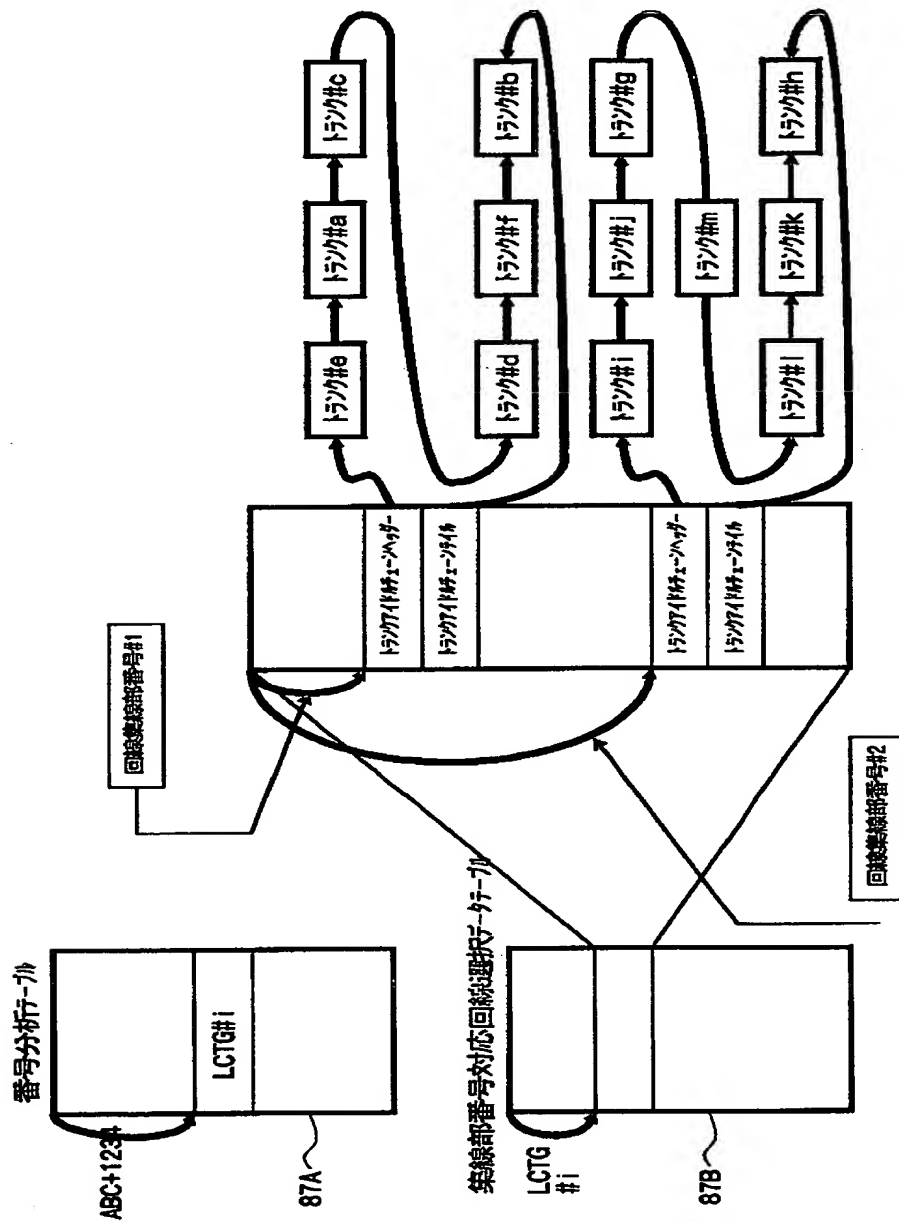 番号分析テーブル
ABC+1234
LCTG#i
87A
集線部番号対応回線選択データテーブル
LCTG
#i
87B
回線集線部番号#1
回線集線部番号#2
トランクアイドルチェーンヘッダー
トランクアイドルチェーンテイル
トランクアイドルチェーンヘッダー
トランクアイドルチェーンテイル
トランク#e
トランク#a
トランク#c
トランク#d
トランク#f
トランク#b
トランク#i
トランク#j
トランク#g
トランク#m
トランク#l
トランク#k
トランク#h